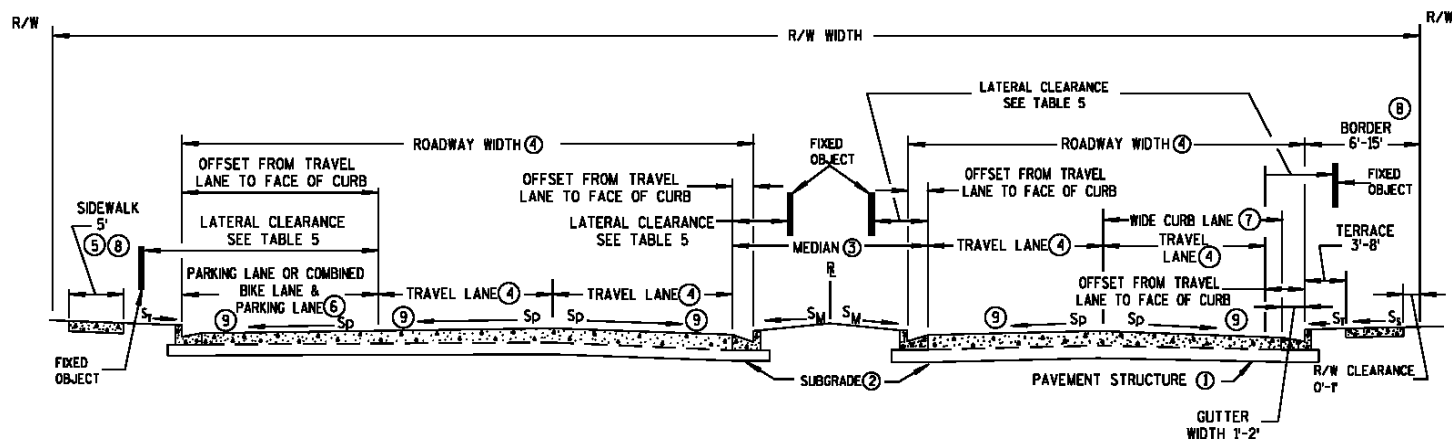 R/W
R/W
R/W WIDTH
LATERAL CLEARANCE
SEE TABLE 5
8
BORDER
6'-15'
ROADWAY WIDTH 4
FIXED
OBJECT
ROADWAY WIDTH 4
OFFSET FROM TRAVEL
LANE TO FACE OF CURB
OFFSET FROM TRAVEL
LANE TO FACE OF CURB
OFFSET FROM TRAVEL
LANE TO FACE OF CURB
FIXED
OBJECT
SIDEWALK
5'
5 8
LATERAL CLEARANCE
SEE TABLE 5
LATERAL CLEARANCE
SEE TABLE 5
WIDE CURB LANE 7
MEDIAN 3
TRAVEL LANE 4
TRAVEL
LANE 4
TERRACE
3'-8'
PARKING LANE OR COMBINED
BIKE LANE &
PARKING LANE 6
TRAVEL LANE 4
TRAVEL LANE 4
OFFSET FROM TRAVEL
LANE TO FACE OF CURB
ST
9
Sp
9
Sp
Sp
9
SM
SM
9
Sp
Sp
9
ST
SS
FIXED
OBJECT
SUBGRADE 2
PAVEMENT STRUCTURE 1
R/W CLEARANCE
0'-1'
GUTTER
WIDTH 1'-2'